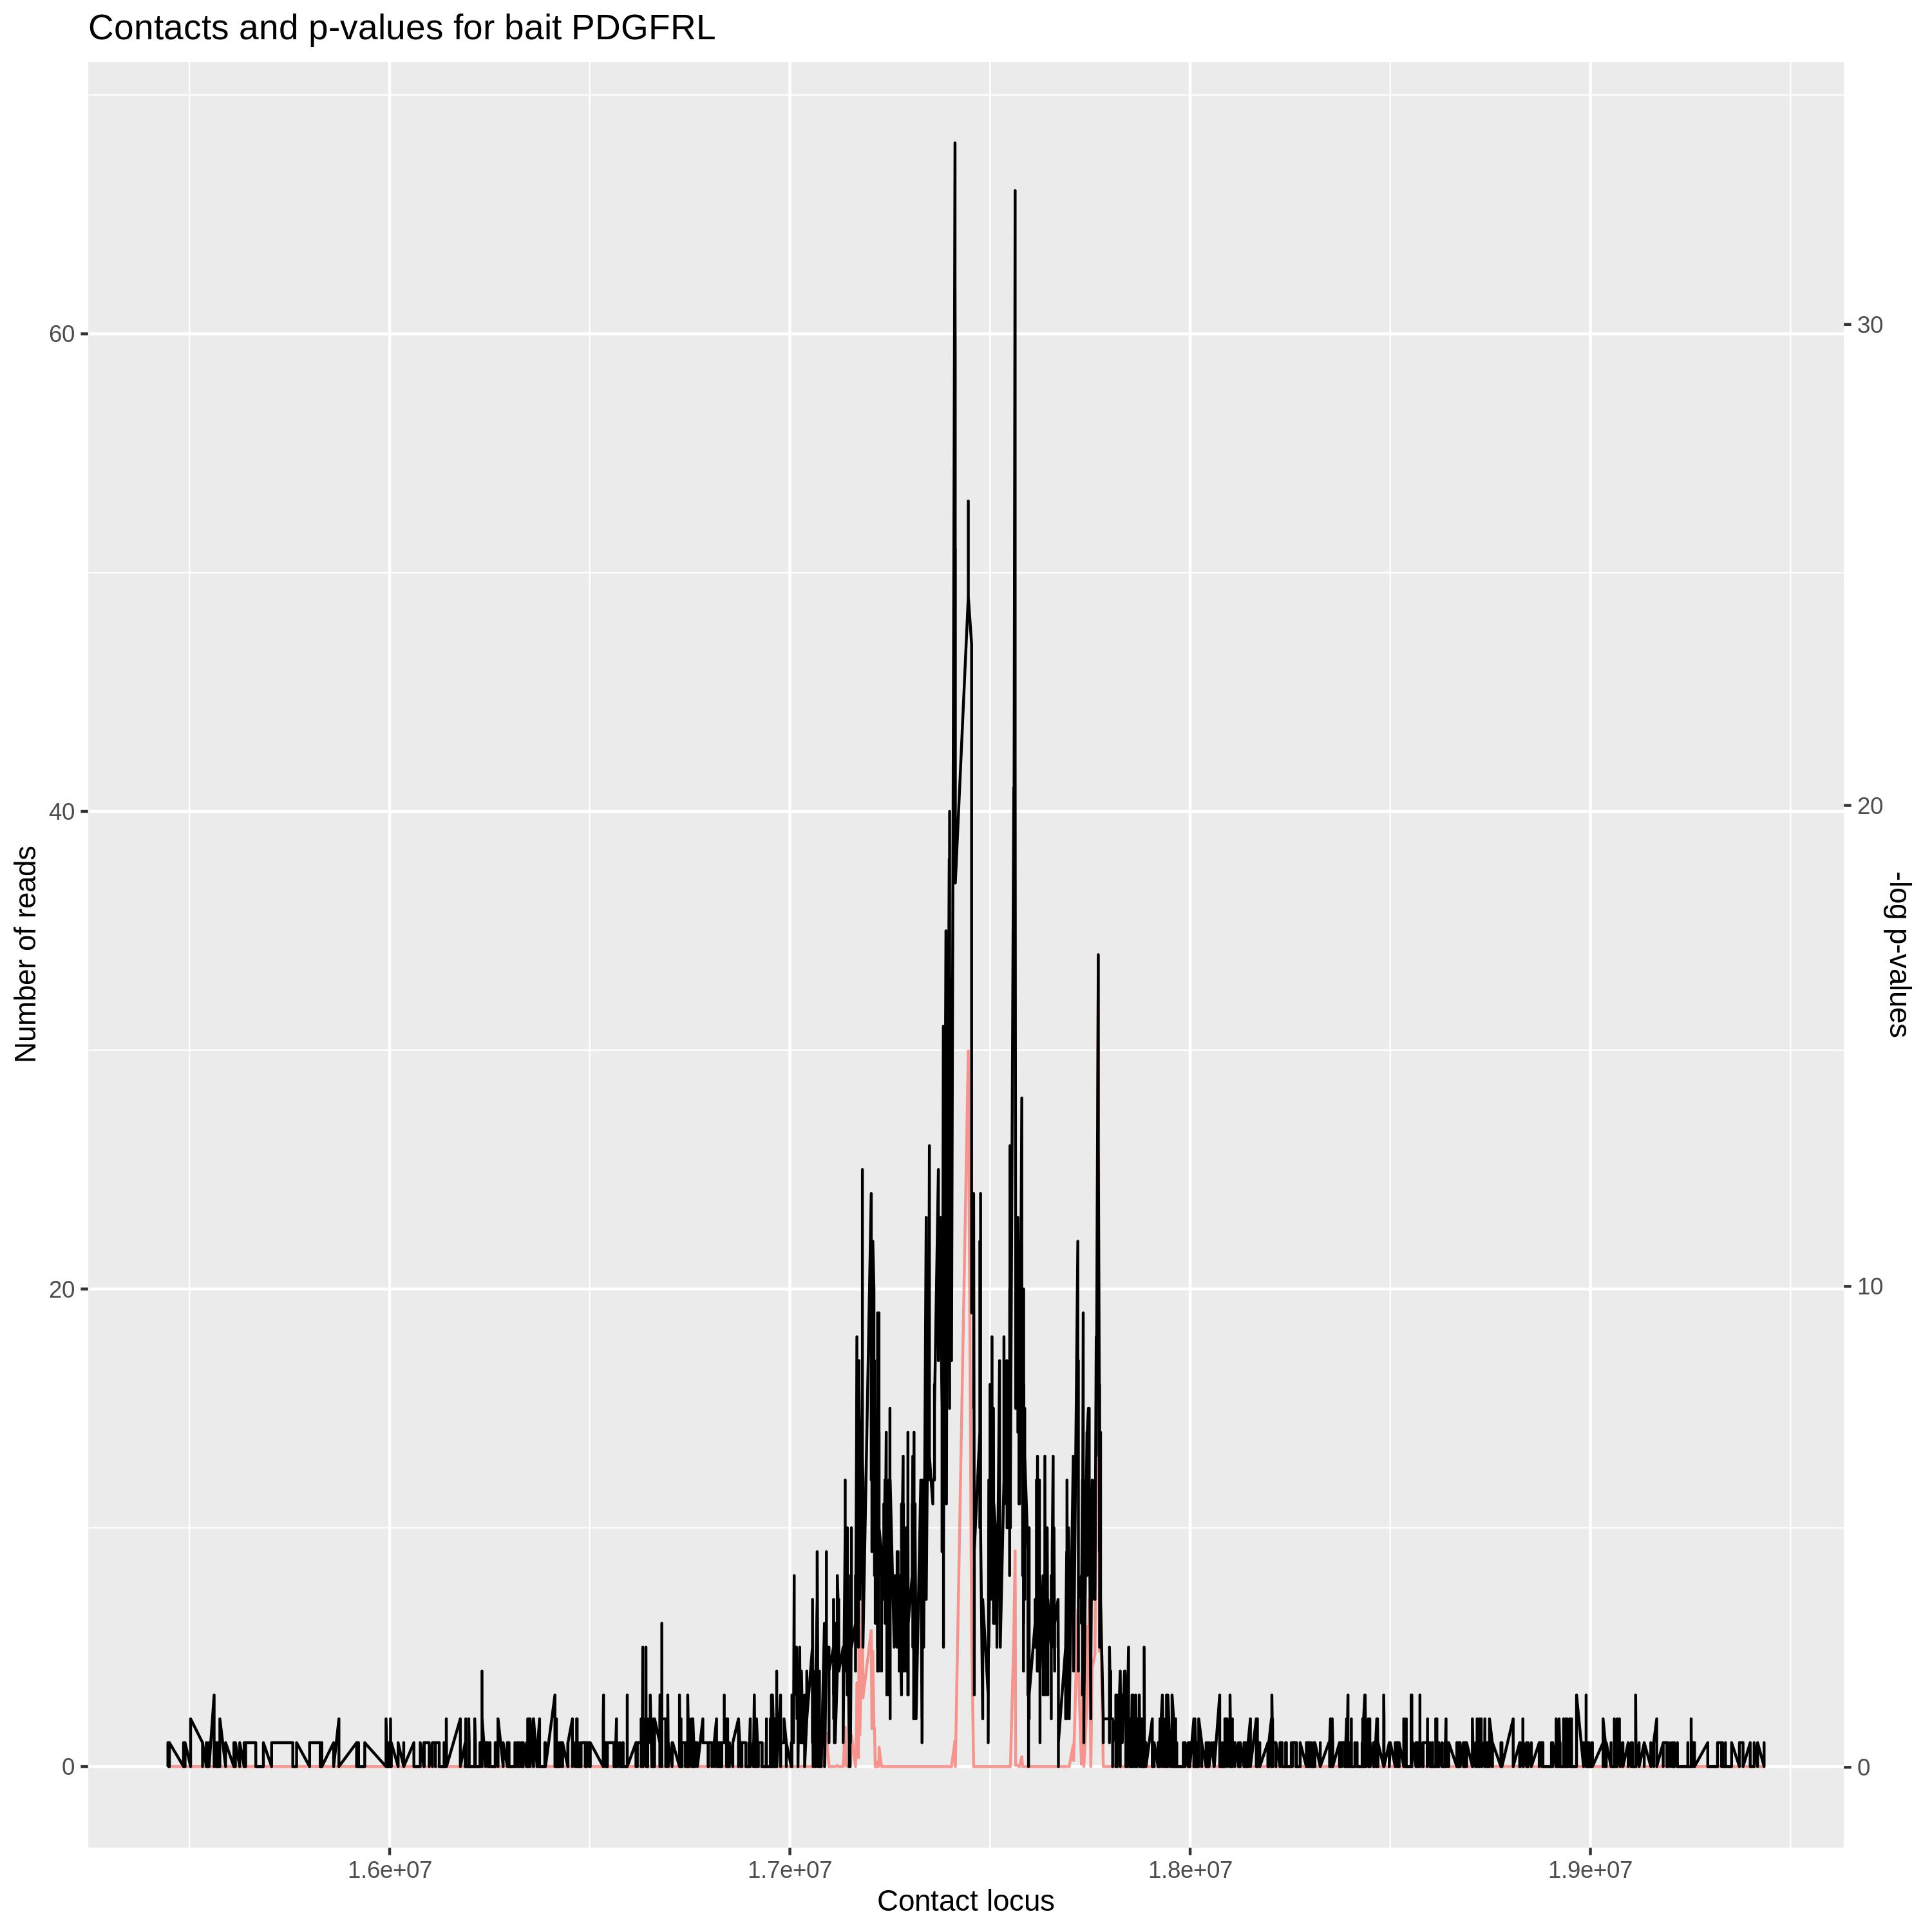 Contacts and p-values for bait PDGFRL
Number of reads
60
40
20
0
30
20
10
0
-log p-values
1.6e+07 1.7e+07 1.8e+07 1.9e+07
Contact locus